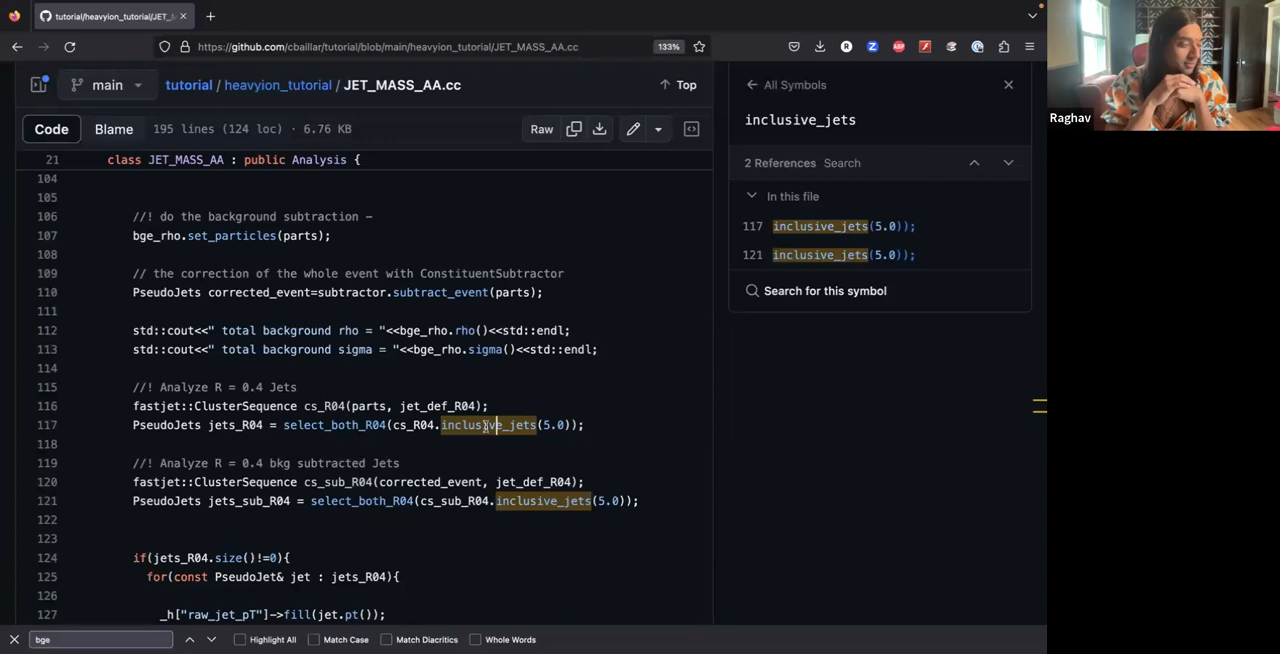 tutorial/heavyion_tutorial/JET_M
https://github.com/cbaillar/tutorial/blob/main/heavyion_tutorial/JET_MASS_AA.cc
133%
main
tutorial / heavyion_tutorial / JET_MASS_AA.cc
Top
Code
Blame
195 lines (124 loc) · 6.76 KB
Raw
21 class JET_MASS_AA : public Analysis {
104
105
106 //! do the background subtraction –
107 bge_rho.set_particles(parts);
108
109 // the correction of the whole event with ConstituentSubtractor
110 PseudoJets corrected_event=subtractor.subtract_event(parts);
111
112 std::cout<<" total background rho = "<<bge_rho.rho()<<std::endl;
113 std::cout<<" total background sigma = "<<bge_rho.sigma()<<std::endl;
114
115 //! Analyze R = 0.4 Jets
116 fastjet::ClusterSequence cs_R04(parts, jet_def_R04);
117 PseudoJets jets_R04 = select_both_R04(cs_R04.inclusive_jets(5.0));
118
119 //! Analyze R = 0.4 bkg subtracted Jets
120 fastjet::ClusterSequence cs_sub_R04(corrected_event, jet_def_R04);
121 PseudoJets jets_sub_R04 = select_both_R04(cs_sub_R04.inclusive_jets(5.0));
122
123
124 if(jets_R04.size()!=0){
125 for(const PseudoJet& jet : jets_R04){
126
127 _h["raw_jet_pT"]->fill(jet.pt());
All Symbols
inclusive_jets
2 References Search
In this file
117 inclusive_jets(5.0));
121 inclusive_jets(5.0));
Search for this symbol
bge
Highlight All
Match Case
Match Diacritics
Whole Words
Raghav